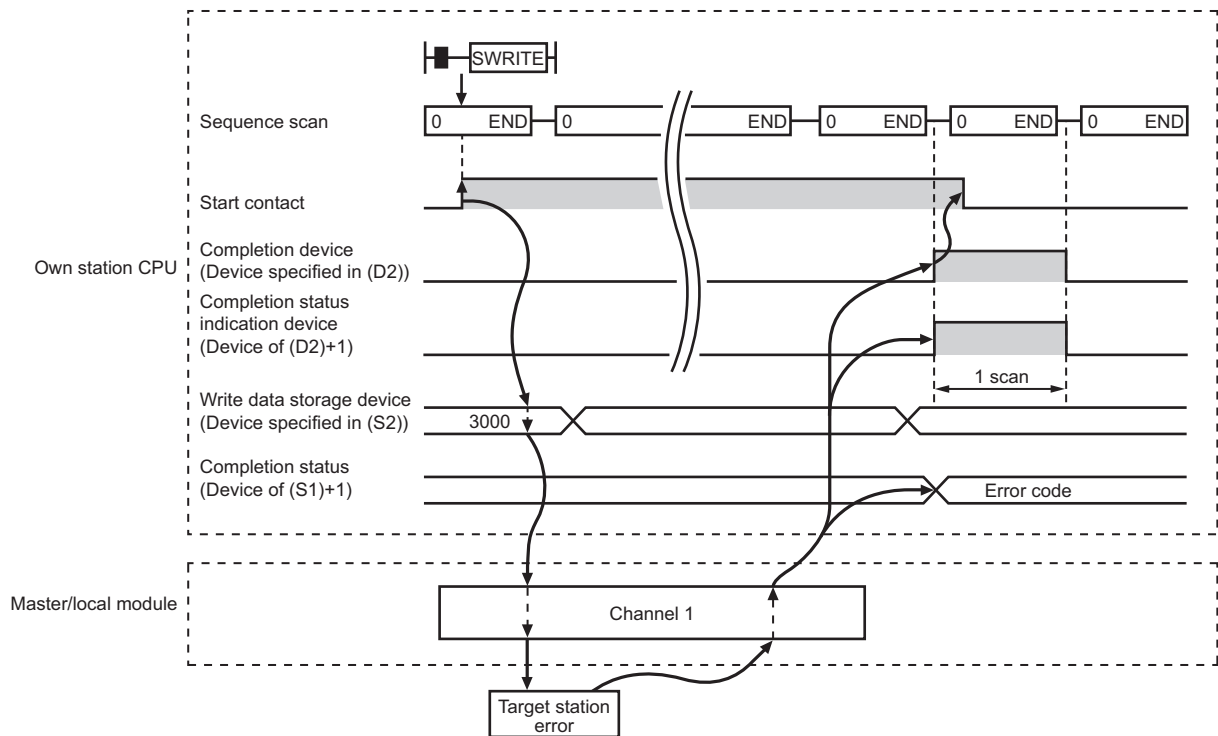 SWRITE
Sequence scan
0 END 0 END 0 END 0 END 0 END
Start contact
Own station CPU
Completion device
(Device specified in (D2))
Completion status
indication device
(Device of (D2)+1)
1 scan
Write data storage device
(Device specified in (S2))
3000
Completion status
(Device of (S1)+1)
Error code
Master/local module
Channel 1
Target station
error